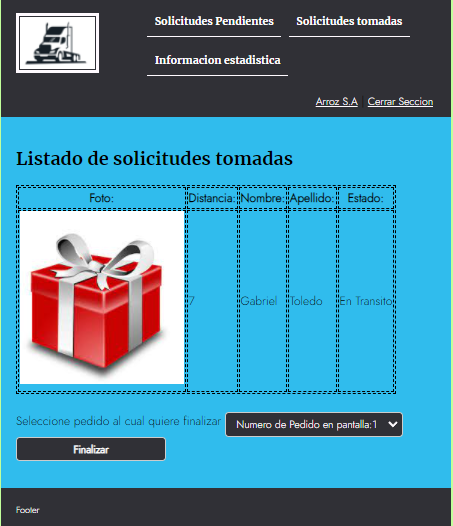 Solicitudes Pendientes Solicitudes tomadas
Informacion estadistica
Arroz S.A | Cerrar Seccion
Listado de solicitudes tomadas
Foto: Distancia: Nombre: Apellido: Estado:
7 Gabriel Toledo En Transito
Seleccione pedido al cual quiere finalizar Numero de Pedido en pantalla:1
Finalizar
Footer